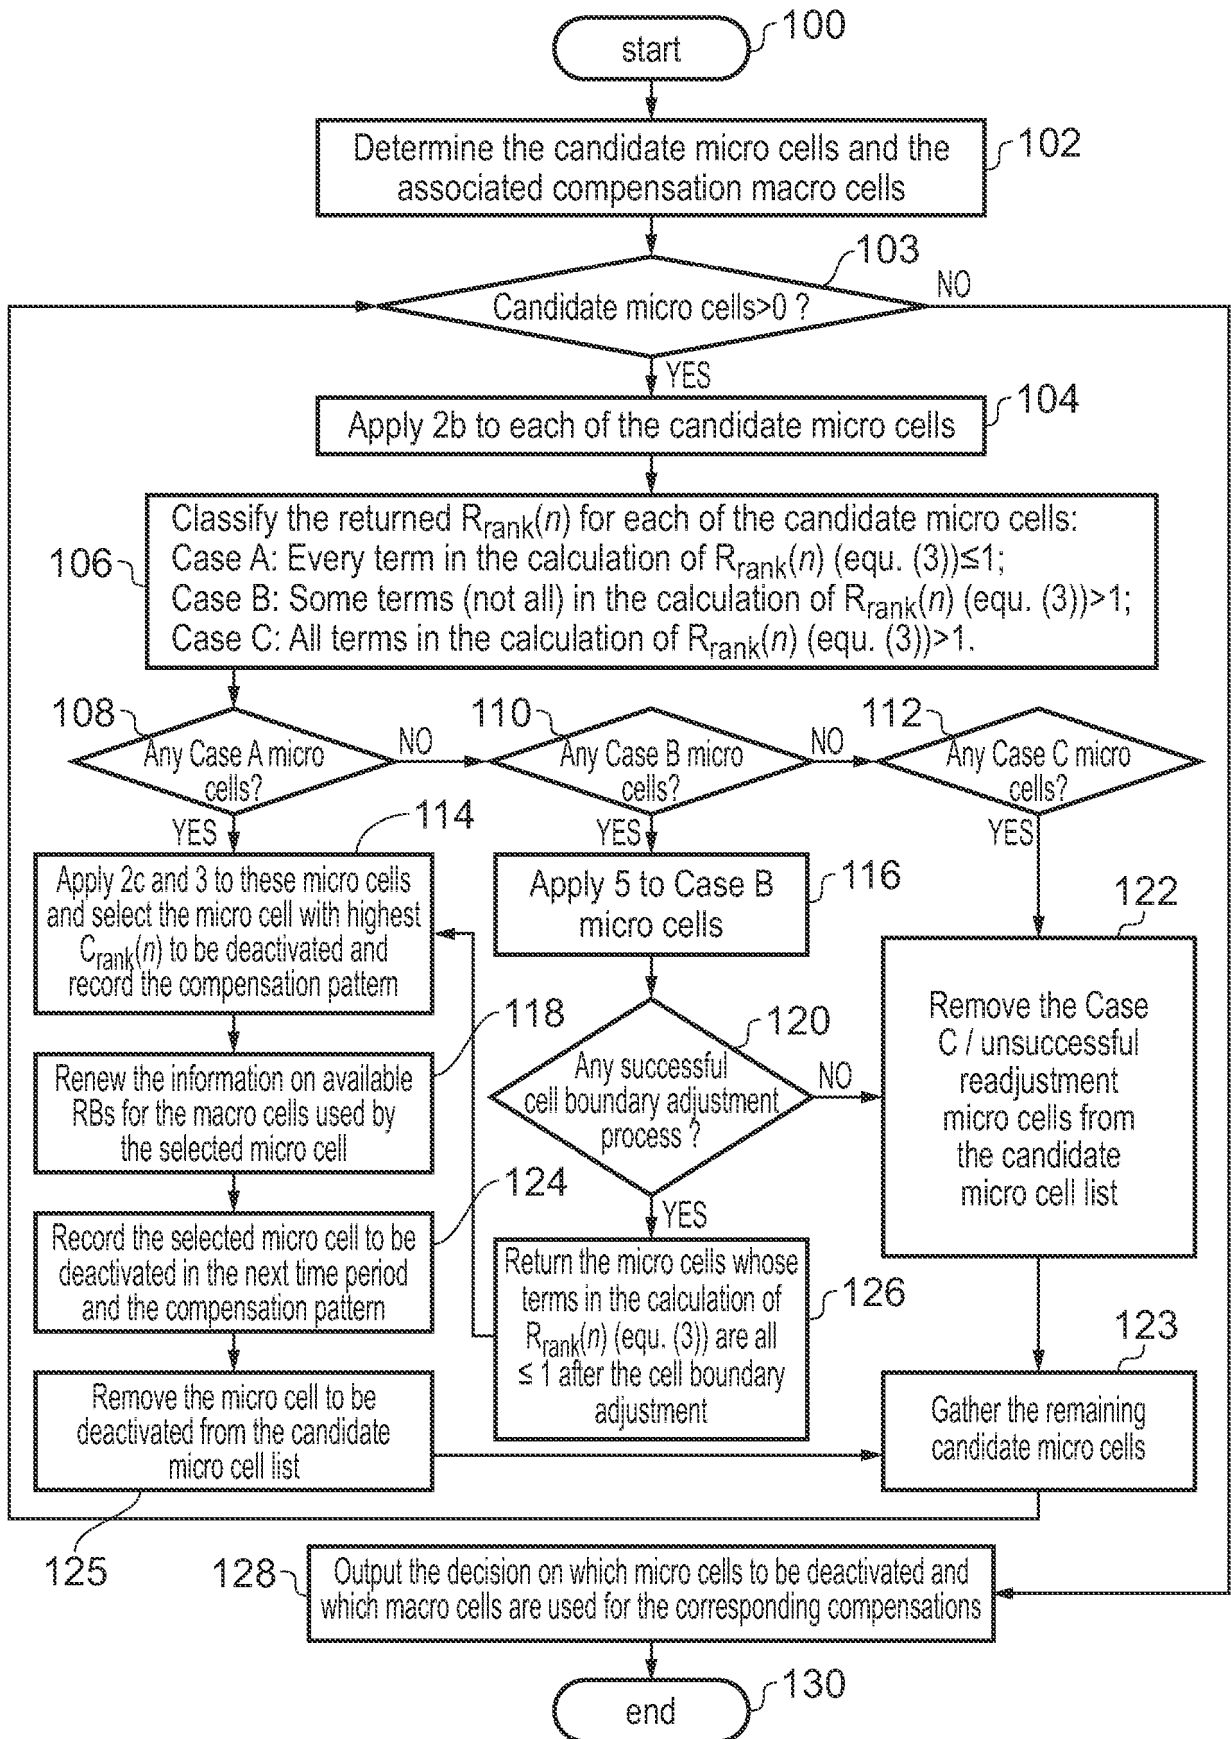 start
100
Determine the candidate micro cells and the
associated compensation macro cells
102
103
Candidate micro cells>0 ?
NO
YES
104
Apply 2b to each of the candidate micro cells
106
Classify the returned Rrank(n) for each of the candidate micro cells:
Case A: Every term in the calculation of Rrank(n) (equ. (3))≤1;
Case B: Some terms (not all) in the calculation of Rrank(n) (equ. (3))>1;
Case C: All terms in the calculation of Rrank(n) (equ. (3))>1.
108
Any Case A micro
cells?
NO
YES
110
Any Case B micro
cells?
NO
YES
112
Any Case C micro
cells?
YES
114
Apply 2c and 3 to these micro cells
and select the micro cell with highest
Crank(n) to be deactivated and
record the compensation pattern
Apply 5 to Case B
micro cells
116
122
Remove the Case
C / unsuccessful
readjustment
micro cells from
the candidate
micro cell list
118
Renew the information on available
RBs for the macro cells used by
the selected micro cell
120
Any successful
cell boundary adjustment
process ?
NO
YES
124
Record the selected micro cell to be
deactivated in the next time period
and the compensation pattern
Return the micro cells whose
terms in the calculation of
Rrank(n) (equ. (3)) are all
≤ 1 after the cell boundary
adjustment
126
123
Gather the remaining
candidate micro cells
Remove the micro cell to be
deactivated from the candidate
micro cell list
125
128
Output the decision on which micro cells to be deactivated and
which macro cells are used for the corresponding compensations
end
130